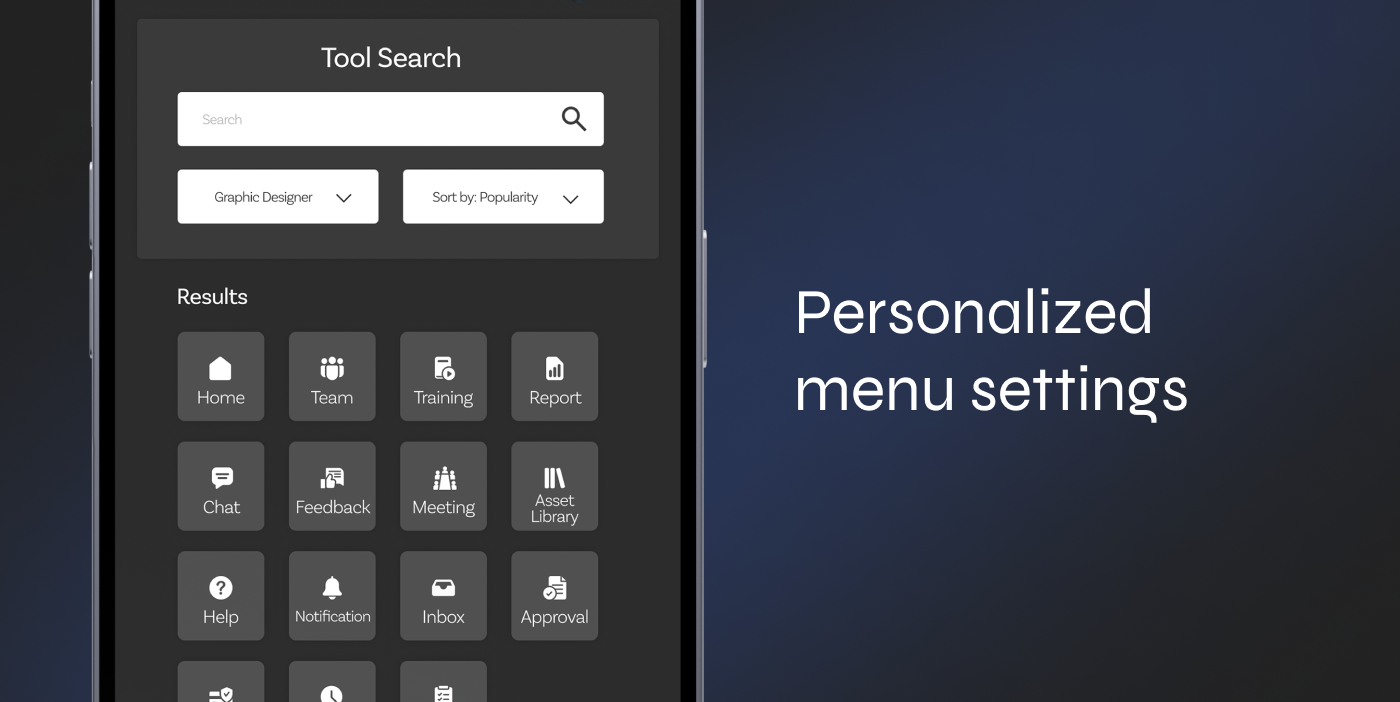 Tool Search
Search
Graphic Designer
Sort by: Popularity
Results
Home
Team
Training
Report
Chat
Feedback
Meeting
Asset
Library
Help
Notification
Inbox
Approval
Personalized
menu settings